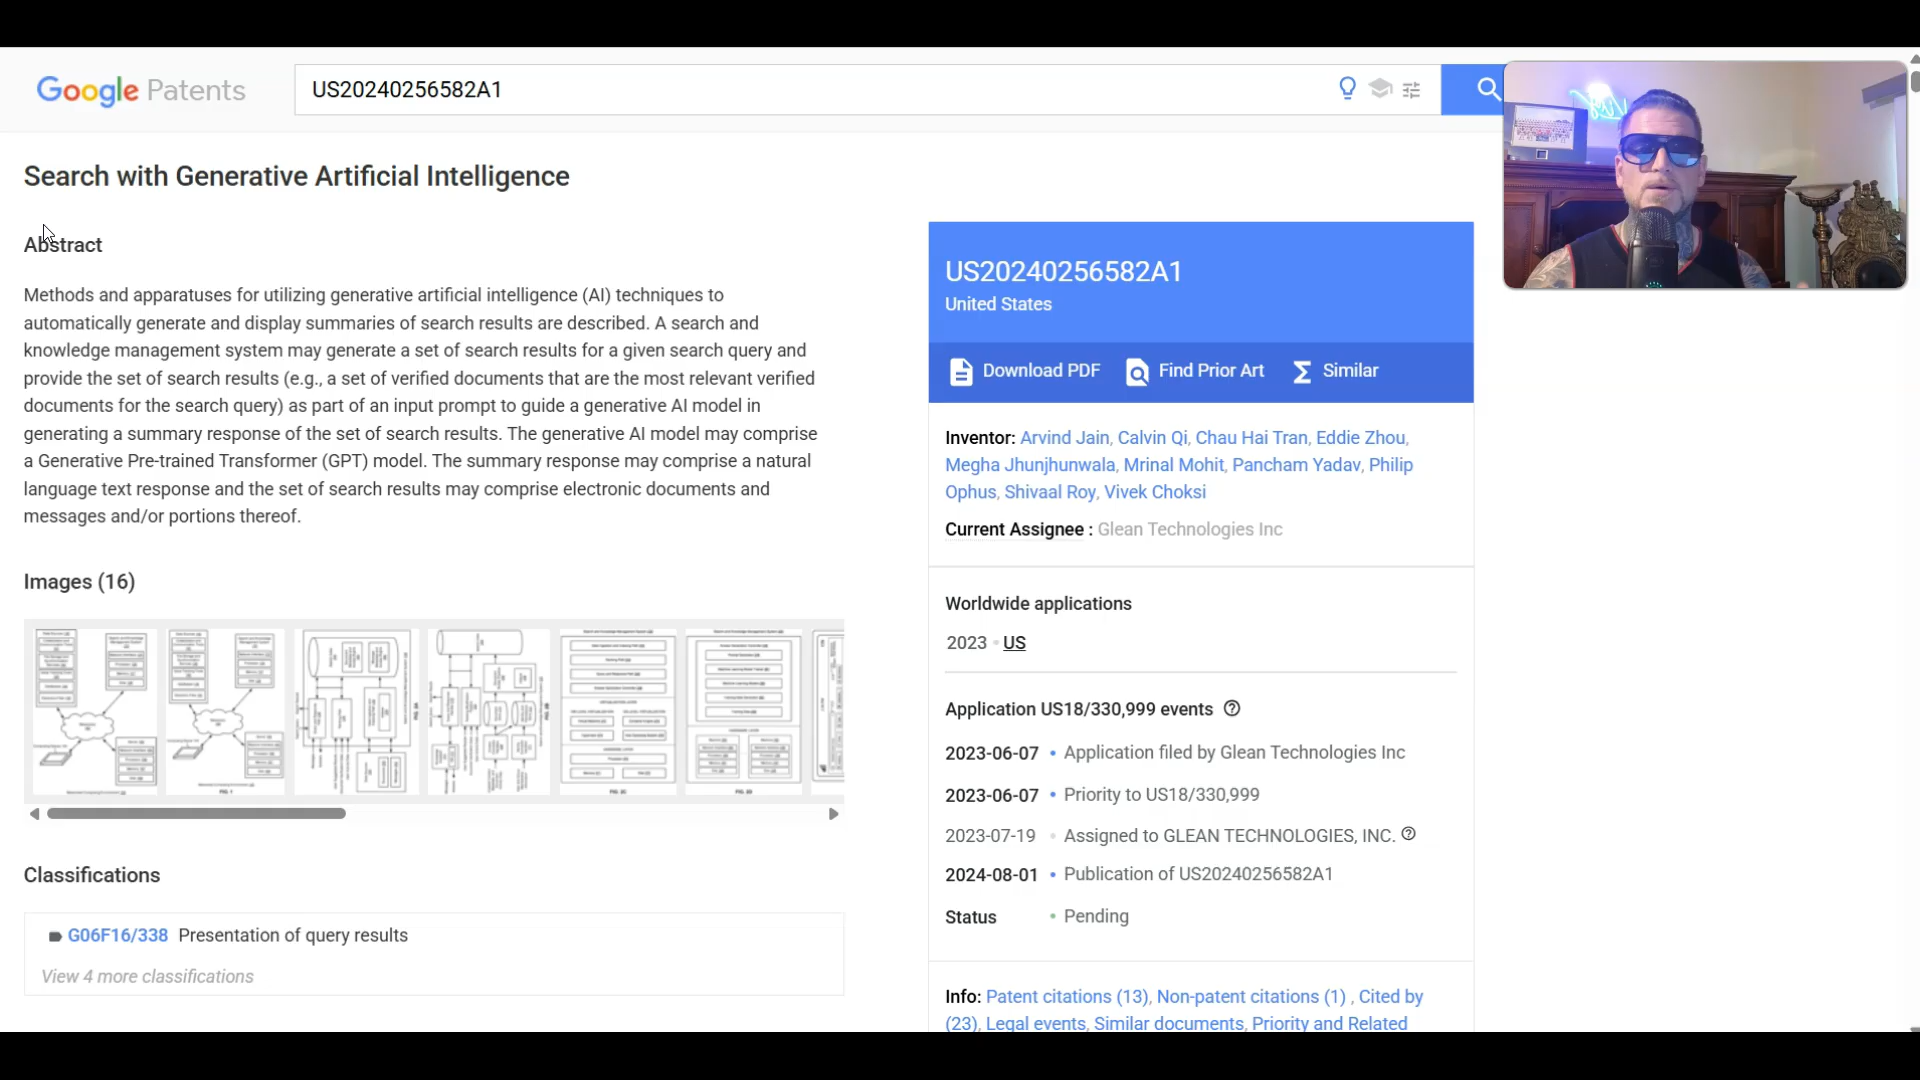 Google Patents
US20240256582A1
Search with Generative Artificial Intelligence
Abstract
Methods and apparatuses for utilizing generative artificial intelligence (AI) techniques to
automatically generate and display summaries of search results are described. A search and
knowledge management system may generate a set of search results for a given search query and
provide the set of search results (e.g., a set of verified documents that are the most relevant verified
documents for the search query) as part of an input prompt to guide a generative AI model in
generating a summary response of the set of search results. The generative AI model may comprise
a Generative Pre-trained Transformer (GPT) model. The summary response may comprise a natural
language text response and the set of search results may comprise electronic documents and
messages and/or portions thereof.
Images (16)
Classifications
G06F16/338 Presentation of query results
View 4 more classifications
US20240256582A1
United States
Download PDF Find Prior Art Similar
Inventor: Arvind Jain, Calvin Qi, Chau Hai Tran, Eddie Zhou,
Megha Jhunjhunwala, Mrinal Mohit, Pancham Yadav, Philip
Ophus, Shivaal Roy, Vivek Choksi
Current Assignee : Glean Technologies Inc
Worldwide applications
2023 • US
Application US18/330,999 events
2023-06-07 • Application filed by Glean Technologies Inc
2023-06-07 • Priority to US18/330,999
2023-07-19 • Assigned to GLEAN TECHNOLOGIES, INC.
2024-08-01 • Publication of US20240256582A1
Status • Pending
Info: Patent citations (13), Non-patent citations (1) , Cited by
(23), Legal events, Similar documents, Priority and Related